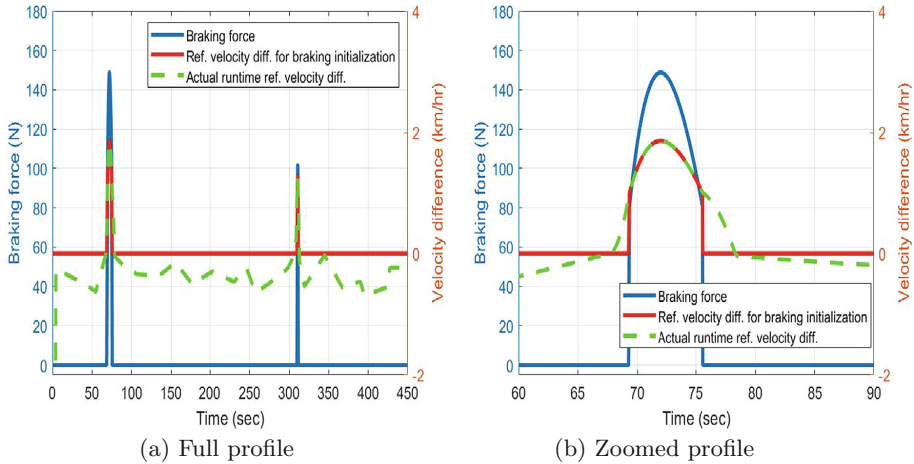 180
160
140
120
100
80
60
40
20
0
Braking force (N)
4
2
0
-2
Velocity difference (km/hr)
Braking force
Ref. velocity diff. for braking initialization
Actual runtime ref. velocity diff.
0 50 100 150 200 250 300 350 400 450
Time (sec)
(a) Full profile
180
160
140
120
100
80
60
40
20
0
Braking force (N)
4
2
0
-2
Velocity difference (km/hr)
Braking force
Ref. velocity diff. for braking initialization
Actual runtime ref. velocity diff.
60 65 70 75 80 85 90
Time (sec)
(b) Zoomed profile